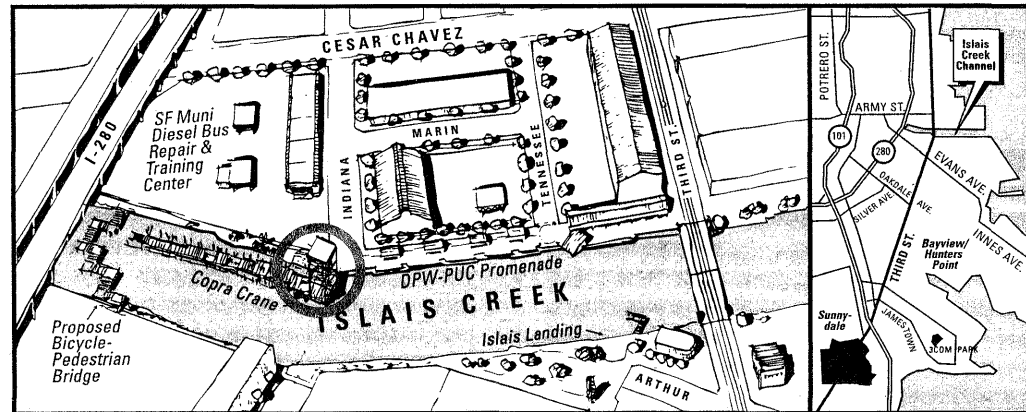 CESAR CHAVEZ
I-280
SF Muni
Diesel Bus
Repair &
Training
Center
INDIANA
MARIN
TENNESSEE
THIRD ST.
Copra Crane
DPW-PUC Promenade
ISLAIS CREEK
Proposed
Bicycle-
Pedestrian
Bridge
Islais Landing
ARTHUR
POTRERO ST.
Islais
Creek
Channel
ARMY ST.
101
280
EVANS AVE.
OAKDALE AVE.
SILVER AVE.
INNES AVE.
THIRD ST.
Bayview/
Hunters
Point
Sunny-
dale
JAMESTOWN
3COM PARK